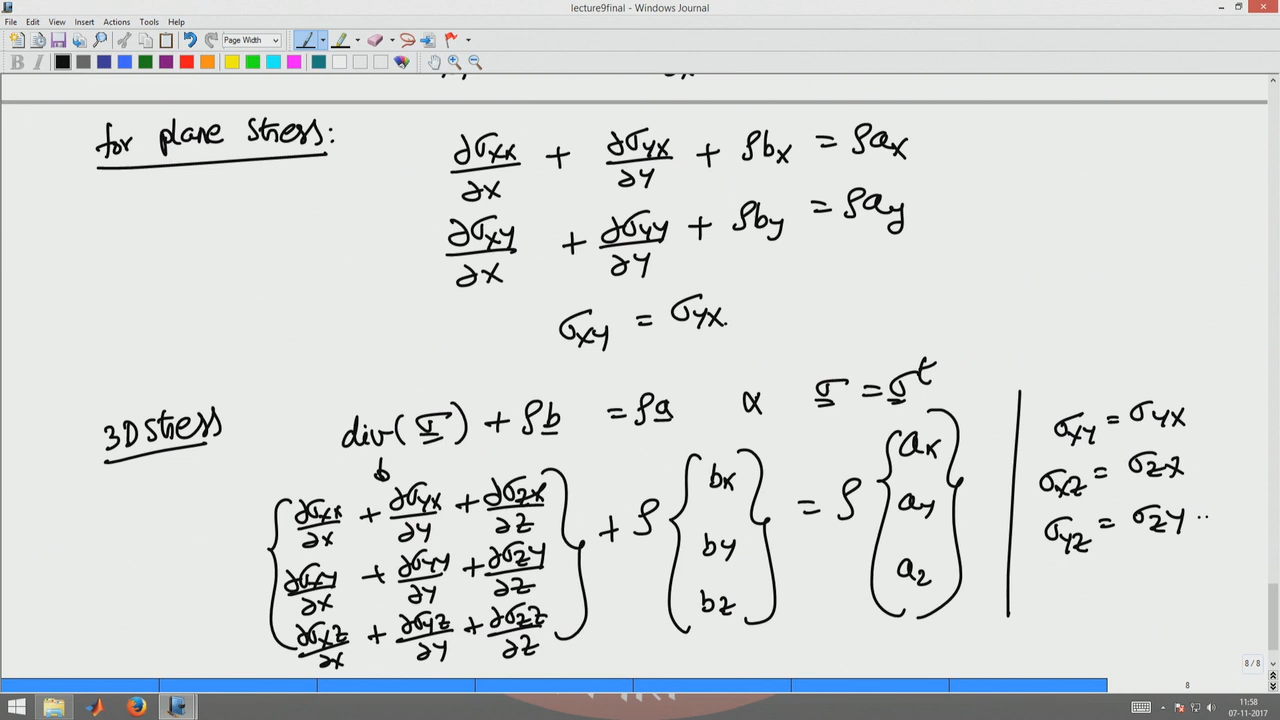 lecture9final - Windows Journal
File Edit View Insert Actions Tools Help
Page Width
B I
for plane stress:
∂σxx/∂x + ∂σyx/∂y + ρbx = ρax
∂σxy/∂x + ∂σyy/∂y + ρby = ρay
σxy = σyx.
3D stress
div(σ) + ρb = ρa & σ = σᵗ
{ ∂σxx/∂x + ∂σyx/∂y + ∂σzx/∂z
∂σxy/∂x + ∂σyy/∂y + ∂σzy/∂z
∂σxz/∂x + ∂σyz/∂y + ∂σzz/∂z } + ρ { bx
by
bz } = ρ { ax
ay
az }
σxy = σyx
σxz = σzx
σyz = σzy ..
8 / 8
8
11:58
07-11-2017